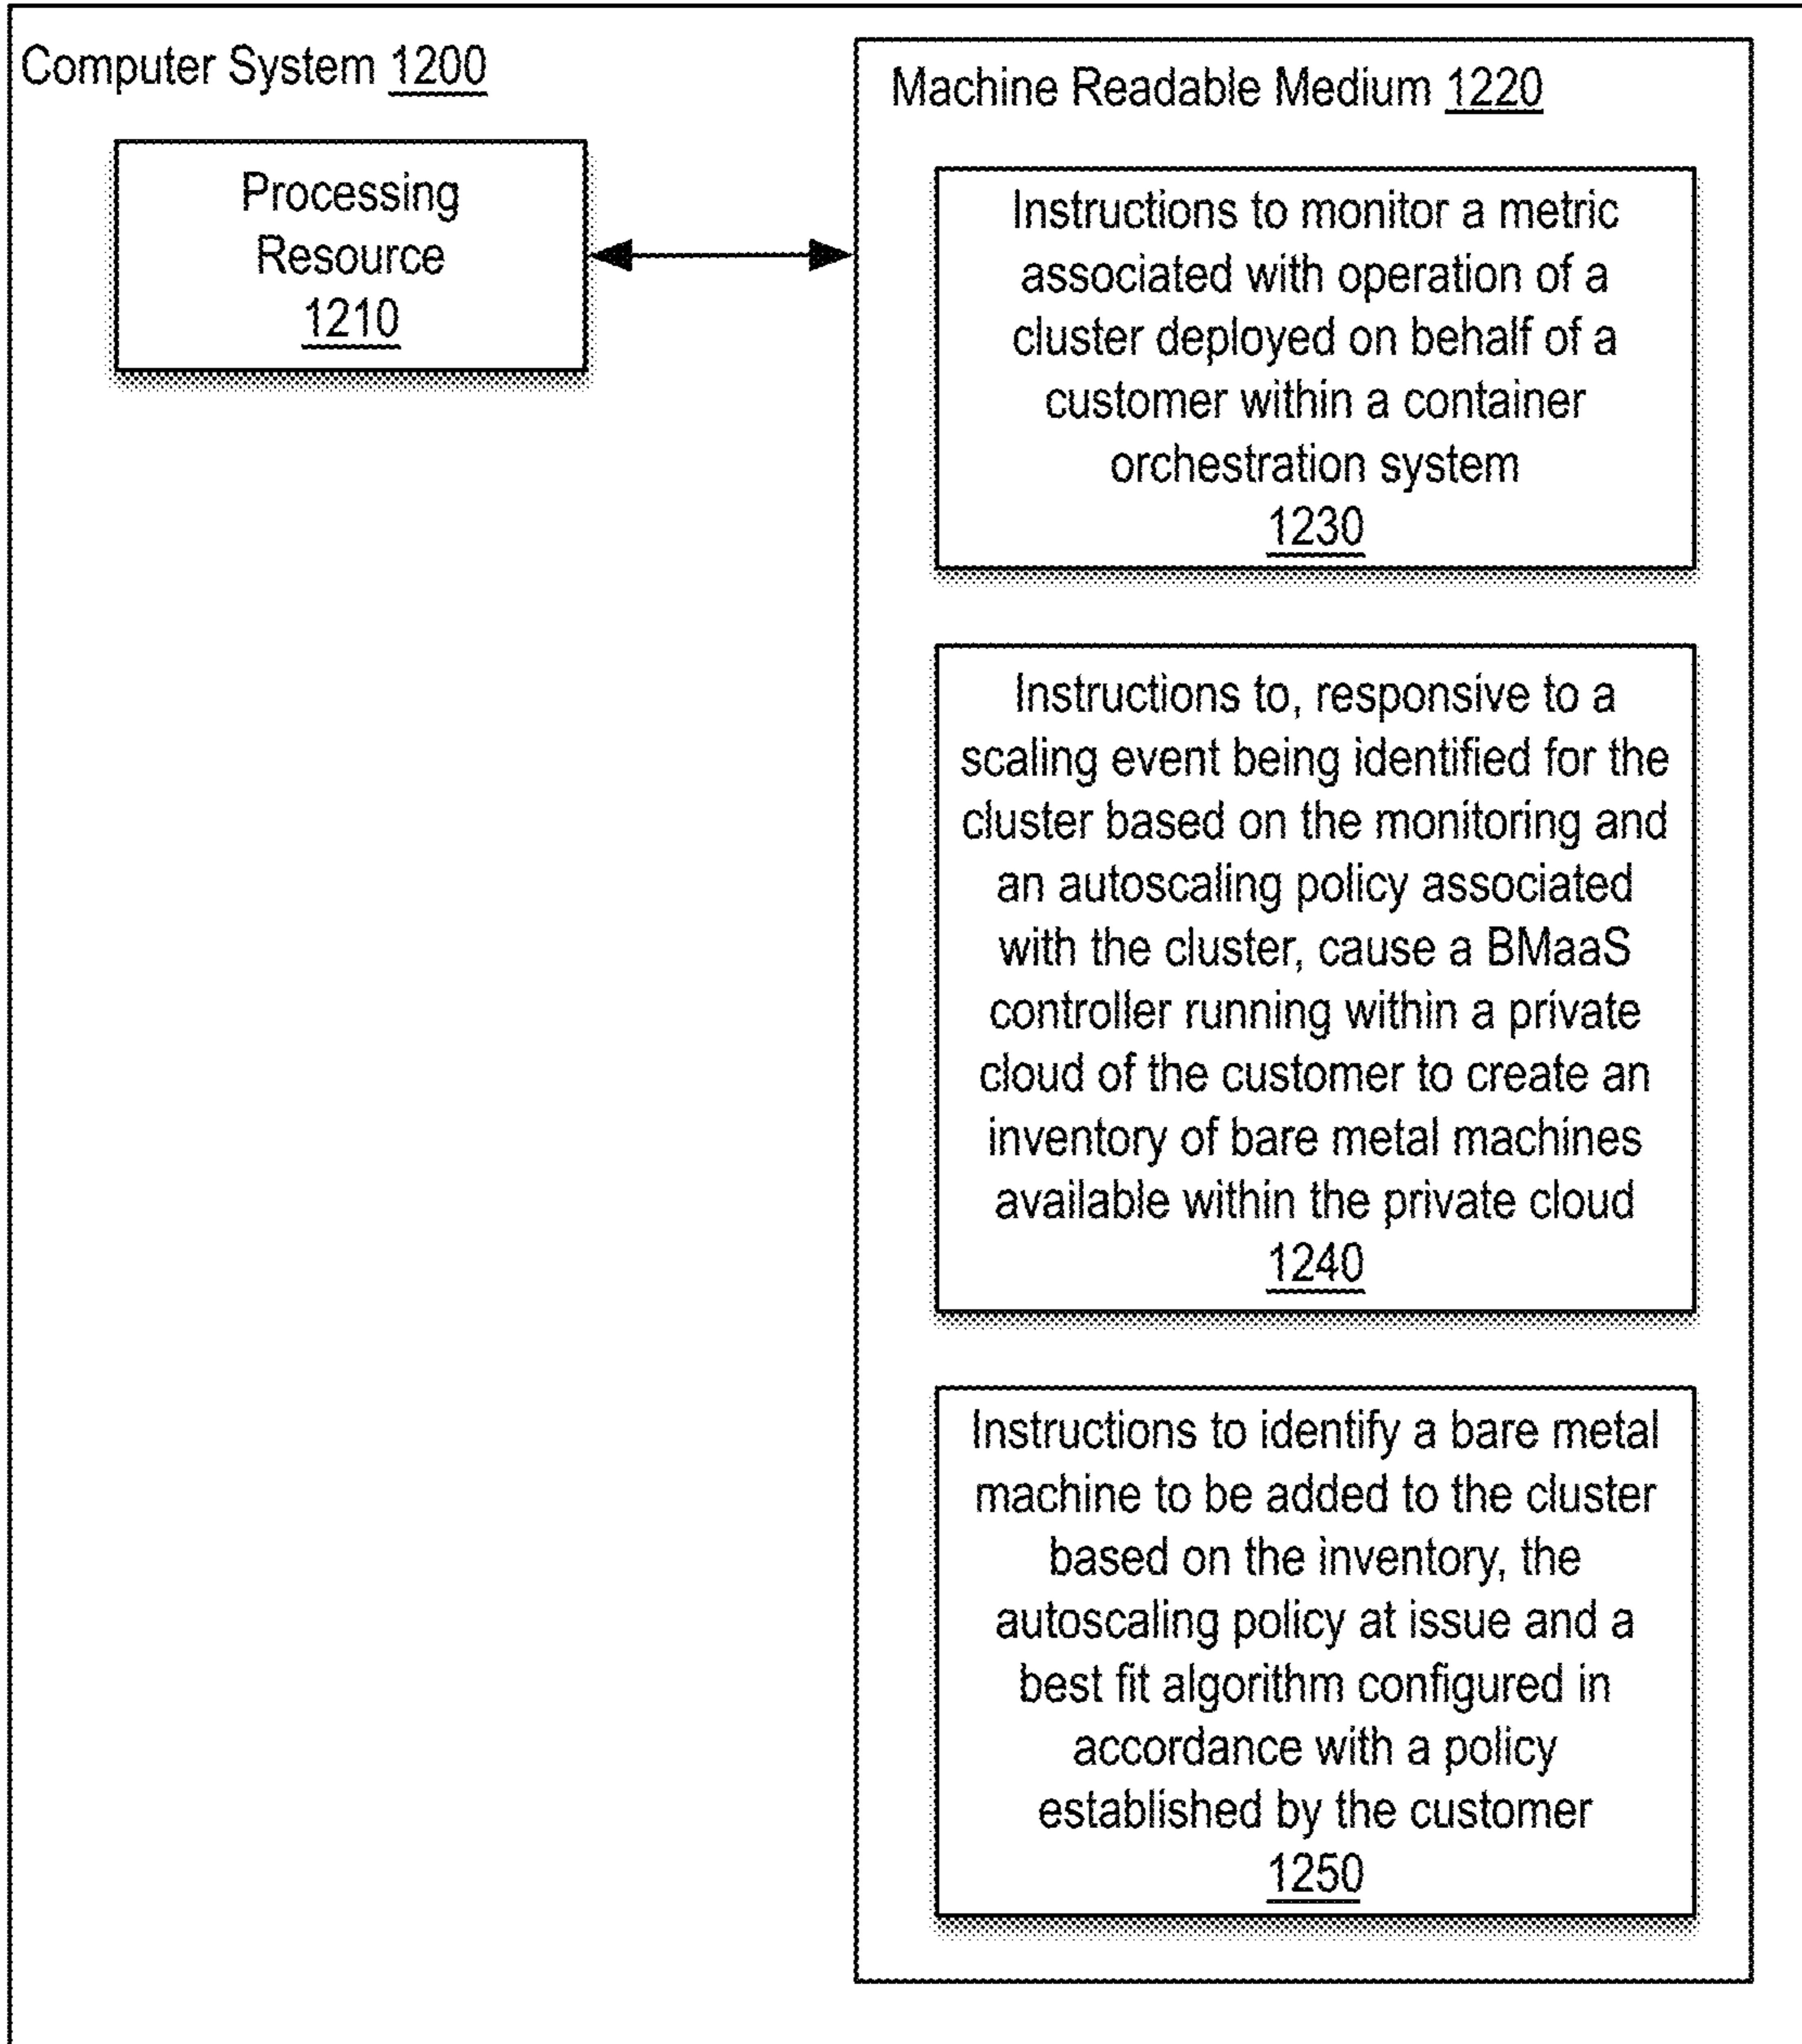 Computer System 1200
Processing
Resource
1210
Machine Readable Medium 1220
Instructions to monitor a metric
associated with operation of a
cluster deployed on behalf of a
customer within a container
orchestration system
1230
Instructions to, responsive to a
scaling event being identified for the
cluster based on the monitoring and
an autoscaling policy associated
with the cluster, cause a BMaaS
controller running within a private
cloud of the customer to create an
inventory of bare metal machines
available within the private cloud
1240
Instructions to identify a bare metal
machine to be added to the cluster
based on the inventory, the
autoscaling policy at issue and a
best fit algorithm configured in
accordance with a policy
established by the customer
1250